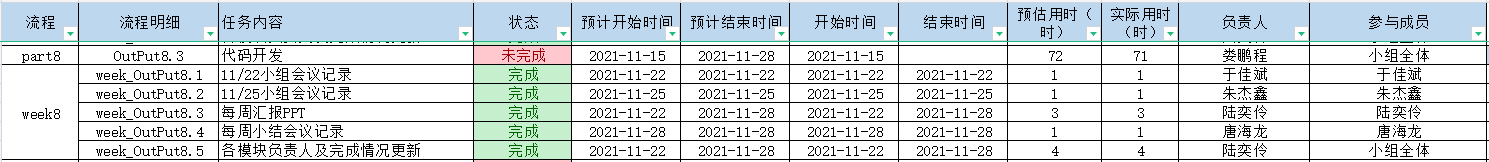 流程 流程明细 任务内容 状态 预计开始时间 预计结束时间 开始时间 结束时间 预估用时（时） 实际用时（时） 负责人 参与成员
part8 OutPut8.3 代码开发 未完成 2021-11-15 2021-11-28 2021-11-15 72 71 娄鹏程 小组全体
week8 week_OutPut8.1 11/22小组会议记录 完成 2021-11-22 2021-11-22 2021-11-22 2021-11-22 1 1 于佳斌 于佳斌
week_OutPut8.2 11/25小组会议记录 完成 2021-11-25 2021-11-25 2021-11-25 2021-11-25 1 1 朱杰鑫 朱杰鑫
week_OutPut8.3 每周汇报PPT 完成 2021-11-22 2021-11-28 2021-11-22 2021-11-28 3 3 陆奕伶 陆奕伶
week_OutPut8.4 每周小结会议记录 完成 2021-11-28 2021-11-28 2021-11-28 2021-11-28 1 1 唐海龙 唐海龙
week_OutPut8.5 各模块负责人及完成情况更新 完成 2021-11-22 2021-11-28 2021-11-22 2021-11-28 4 4 陆奕伶 陆奕伶